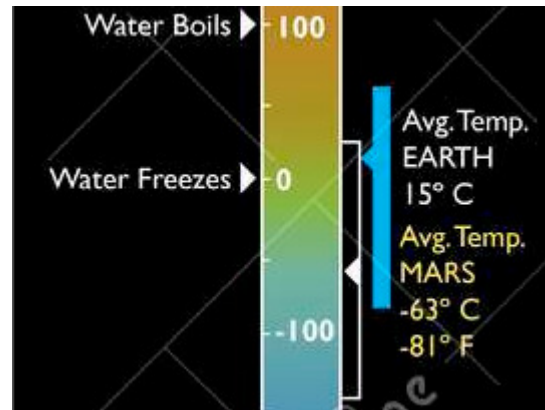 Water Boils
100
Avg. Temp.
EARTH
15° C
Water Freezes
0
Avg. Temp.
MARS
-63° C
-81° F
-100